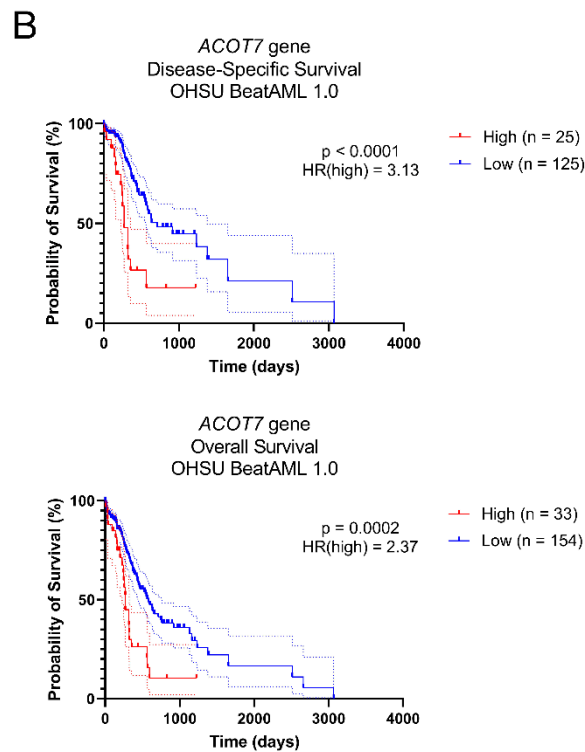 B
ACOT7 gene
Disease-Specific Survival
OHSU BeatAML 1.0
p < 0.0001
HR(high) = 3.13
High (n = 25)
Low (n = 125)
Probability of Survival (%)
100
50
0
0 1000 2000 3000 4000
Time (days)
ACOT7 gene
Overall Survival
OHSU BeatAML 1.0
p = 0.0002
HR(high) = 2.37
High (n = 33)
Low (n = 154)
Probability of Survival (%)
100
50
0
0 1000 2000 3000 4000
Time (days)